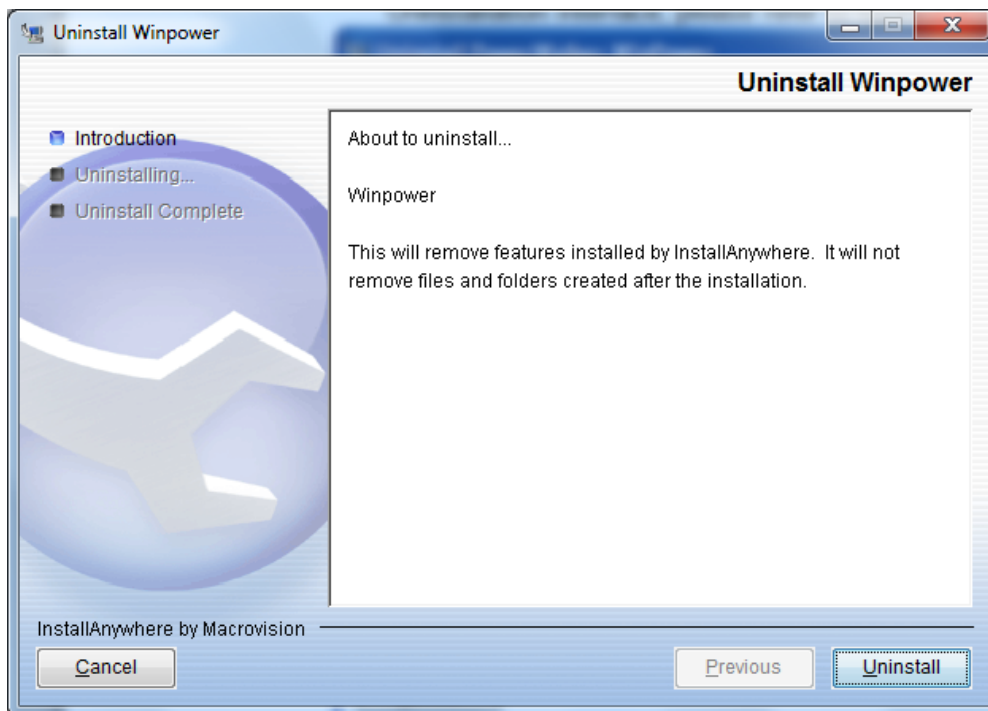 Uninstall Winpower
Uninstall Winpower
Introduction
Uninstalling...
Uninstall Complete
About to uninstall...
Winpower
This will remove features installed by InstallAnywhere. It will not
remove files and folders created after the installation.
InstallAnywhere by Macrovision
Cancel
Previous
Uninstall